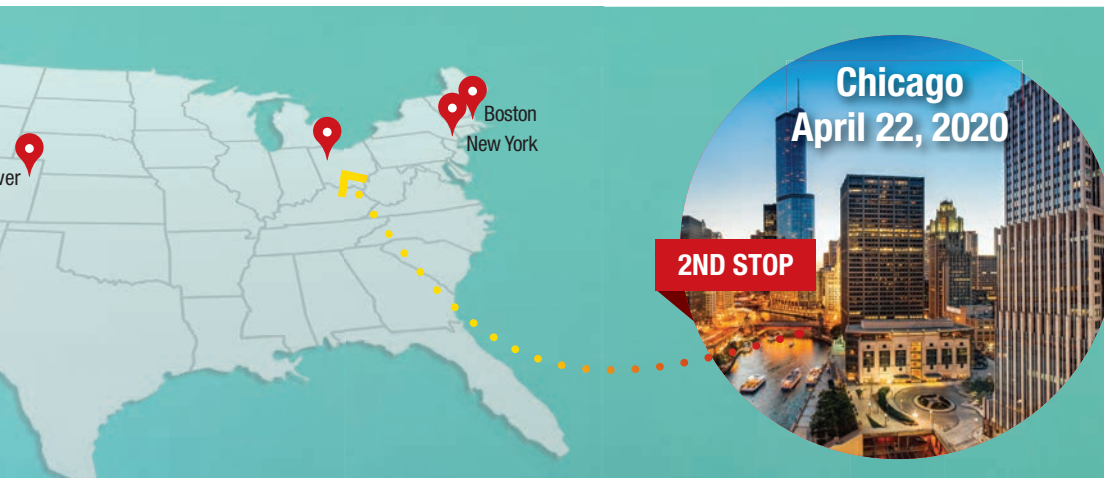 Boston
New York
ver
Chicago
April 22, 2020
2ND STOP